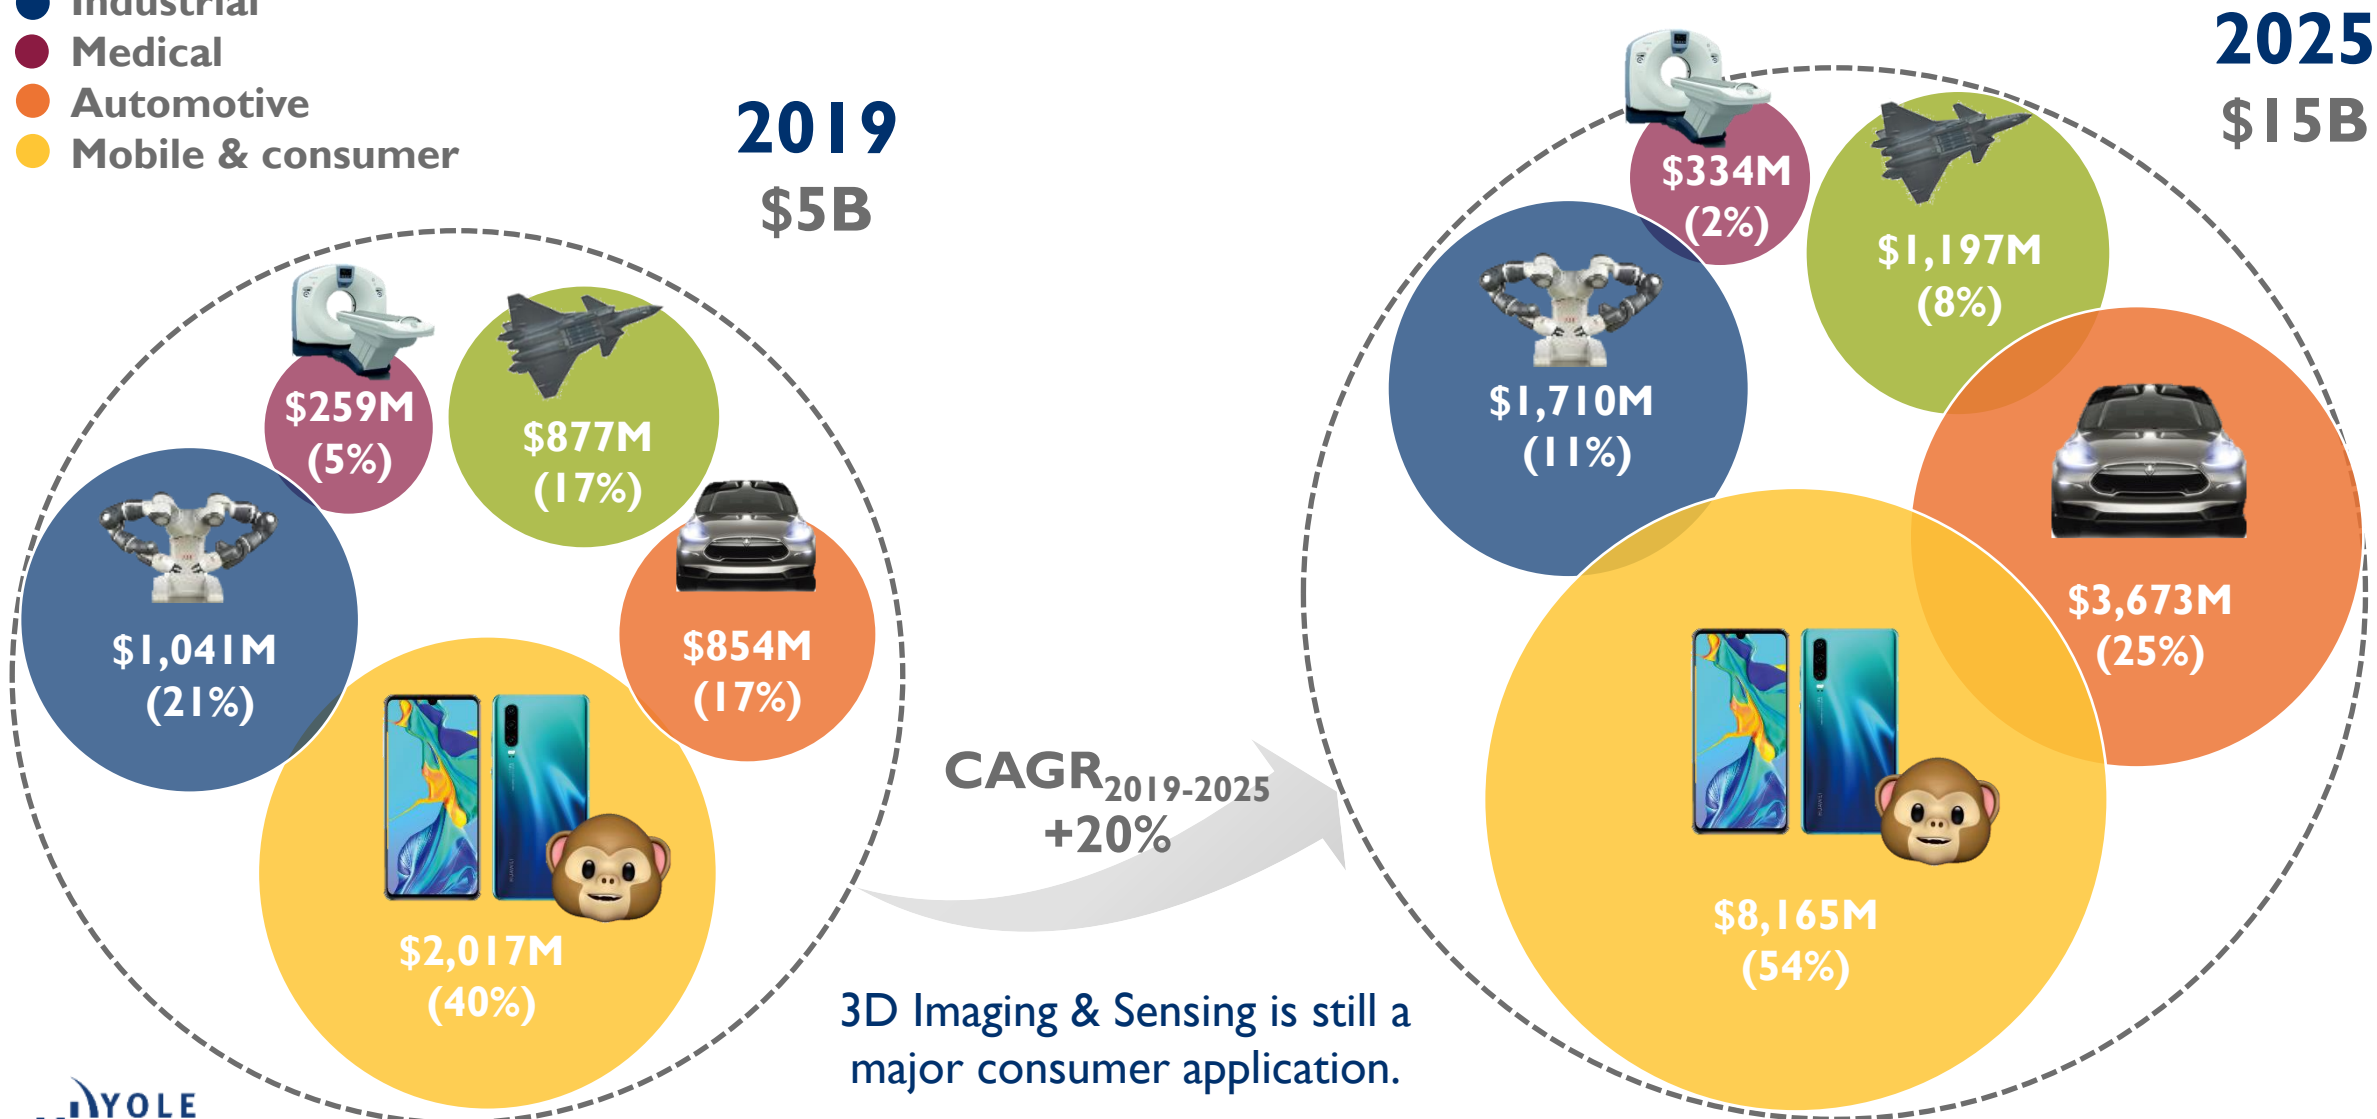 Industrial
Medical
Automotive
Mobile & consumer
2019
$5B
2025
$15B
$259M
(5%)
$877M
(17%)
$1,041M
(21%)
$854M
(17%)
$2,017M
(40%)
CAGR2019-2025
+20%
$334M
(2%)
$1,197M
(8%)
$1,710M
(11%)
$3,673M
(25%)
$8,165M
(54%)
3D Imaging & Sensing is still a
major consumer application.
YOLE